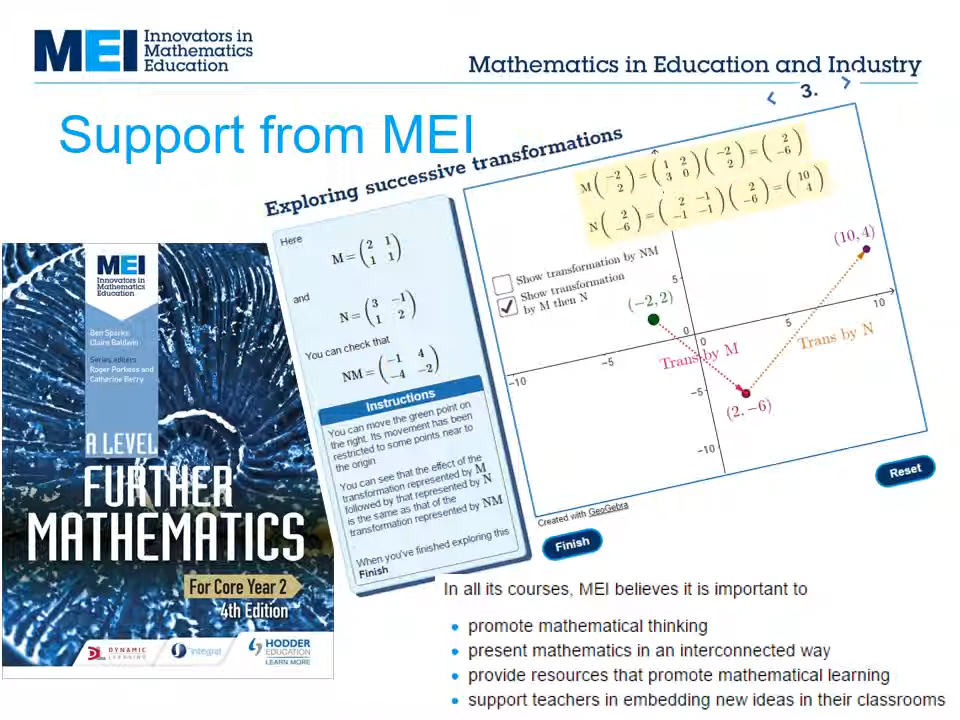 MEI Innovators in
Mathematics
Education
Mathematics in Education and Industry
Support from MEI
< 3. >
Exploring successive transformations
Here
M = (2 1
1 1)
and
N = (3 −1
1 2)
You can check that
NM = (−1 4
−4 −2)
Instructions
You can move the green point on
the right. Its movement has been
restricted to some points near to
the origin
You can see that the effect of the
transformation represented by M
followed by that represented by N
is the same as that of the
transformation represented by NM
When you've finished exploring this
Finish
M(−2
2) = (1 2
3 0)(−2
2) = (2
−6)
N(2
−6) = (2 −1
−1 −1)(2
−6) = (10
4)
Show transformation by NM
Show transformation
by M then N
(−2, 2)
(10, 4)
(2, −6)
Trans by M
Trans by N
5
0
−5
−10
−10
−5
0
5
10
Created with GeoGebra
Finish
Reset
MEI
Innovators in
Mathematics
Education
Ben Sparks
Claire Baldwin
Series editors
Roger Porkess and
Catherine Berry
A LEVEL
FURTHER
MATHEMATICS
For Core Year 2
4th Edition
DYNAMIC
LEARNING
integral
HODDER
EDUCATION
LEARN MORE
In all its courses, MEI believes it is important to
• promote mathematical thinking
• present mathematics in an interconnected way
• provide resources that promote mathematical learning
• support teachers in embedding new ideas in their classrooms